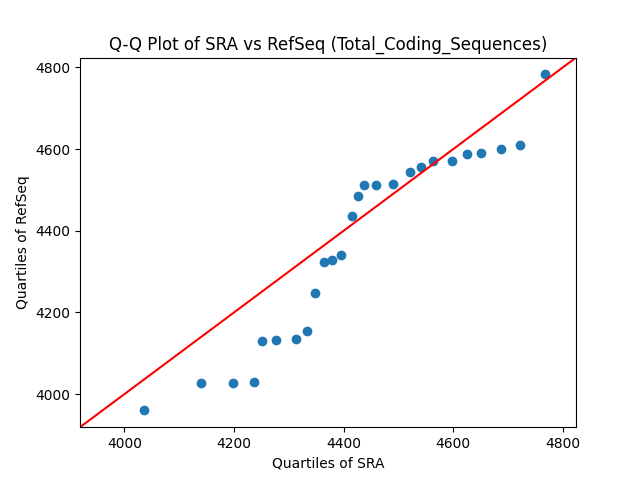 Q-Q Plot of SRA vs RefSeq (Total_Coding_Sequences)
4800
4600
4400
4200
4000
Quartiles of RefSeq
4000 4200 4400 4600 4800
Quartiles of SRA